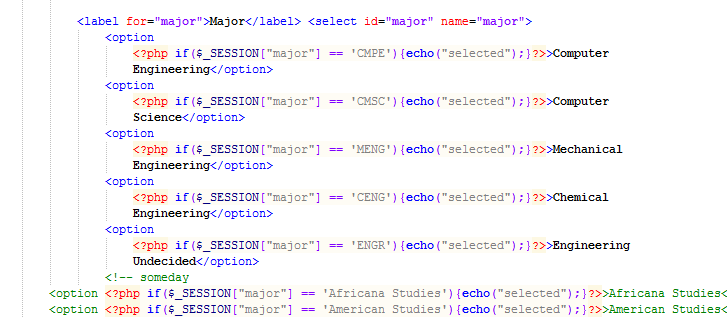 <label for="major">Major</label> <select id="major" name="major">
<option
<?php if($_SESSION["major"] == 'CMPE'){echo("selected");}?>>Computer
Engineering</option>
<option
<?php if($_SESSION["major"] == 'CMSC'){echo("selected");}?>>Computer
Science</option>
<option
<?php if($_SESSION["major"] == 'MENG'){echo("selected");}?>>Mechanical
Engineering</option>
<option
<?php if($_SESSION["major"] == 'CENG'){echo("selected");}?>>Chemical
Engineering</option>
<option
<?php if($_SESSION["major"] == 'ENGR'){echo("selected");}?>>Engineering
Undecided</option>
<!-- someday
<option <?php if($_SESSION["major"] == 'Africana Studies'){echo("selected");}?>>Africana Studies<
<option <?php if($_SESSION["major"] == 'American Studies'){echo("selected");}?>>American Studies<